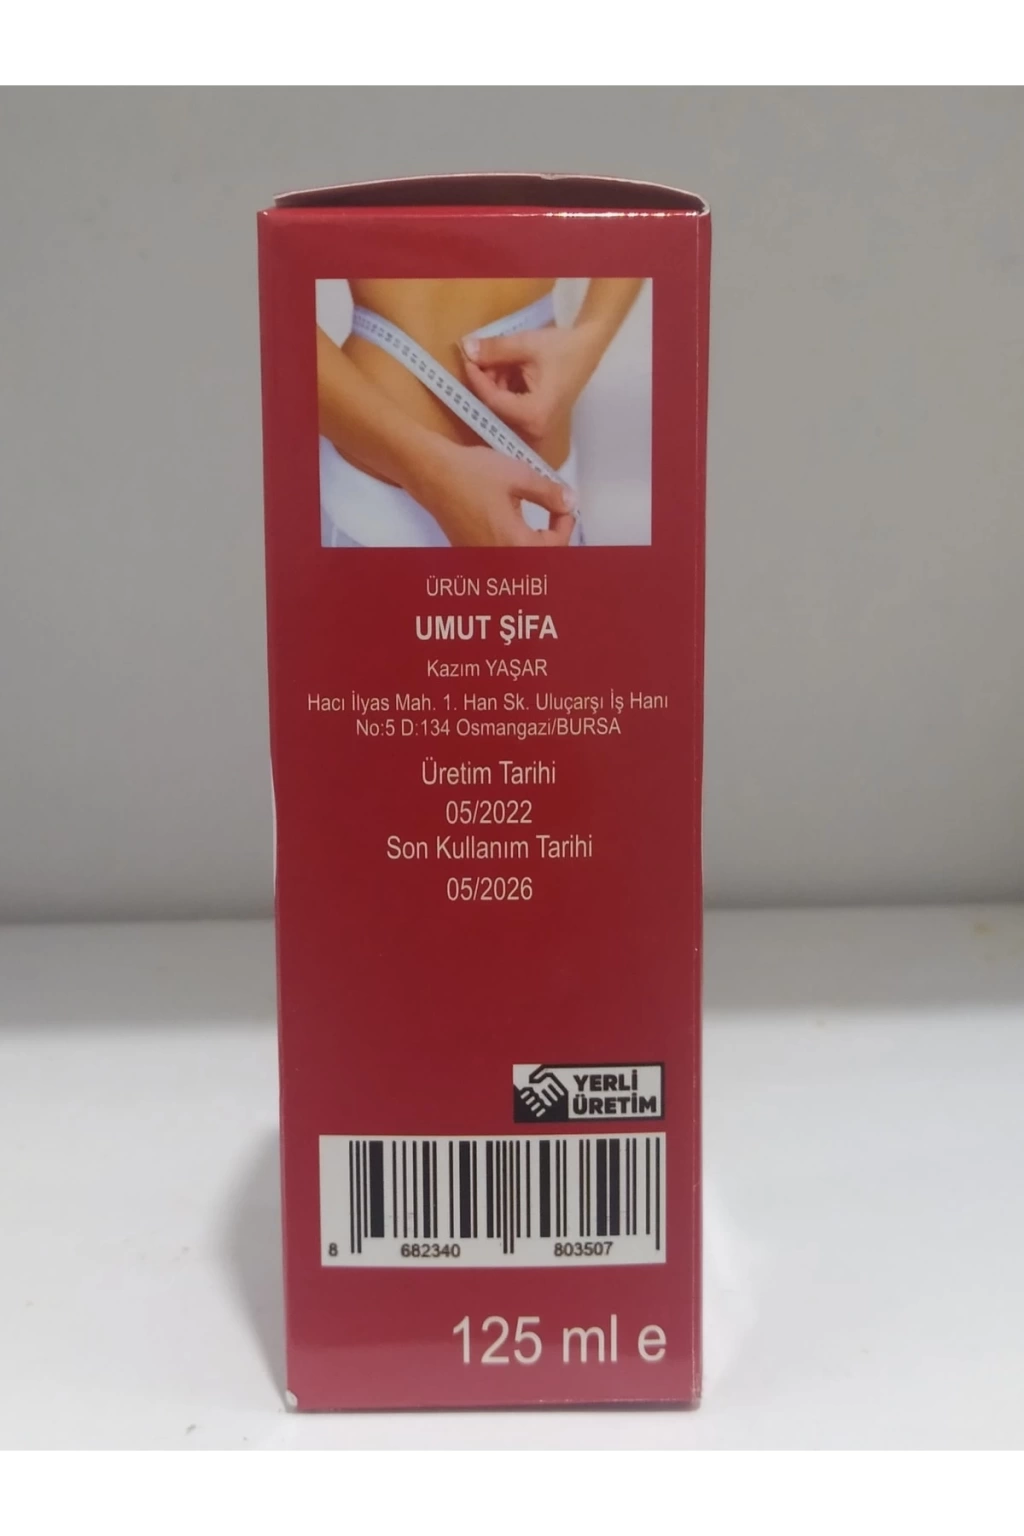 ÜRÜN SAHİBİ
UMUT ŞİFA
Kazım YAŞAR
Hacı İlyas Mah. 1. Han Sk. Uluçarşı İş Hanı
No:5 D:134 Osmangazi/BURSA
Üretim Tarihi
05/2022
Son Kullanım Tarihi
05/2026
YERLİ
ÜRETİM
8 682340 803507
125 ml e